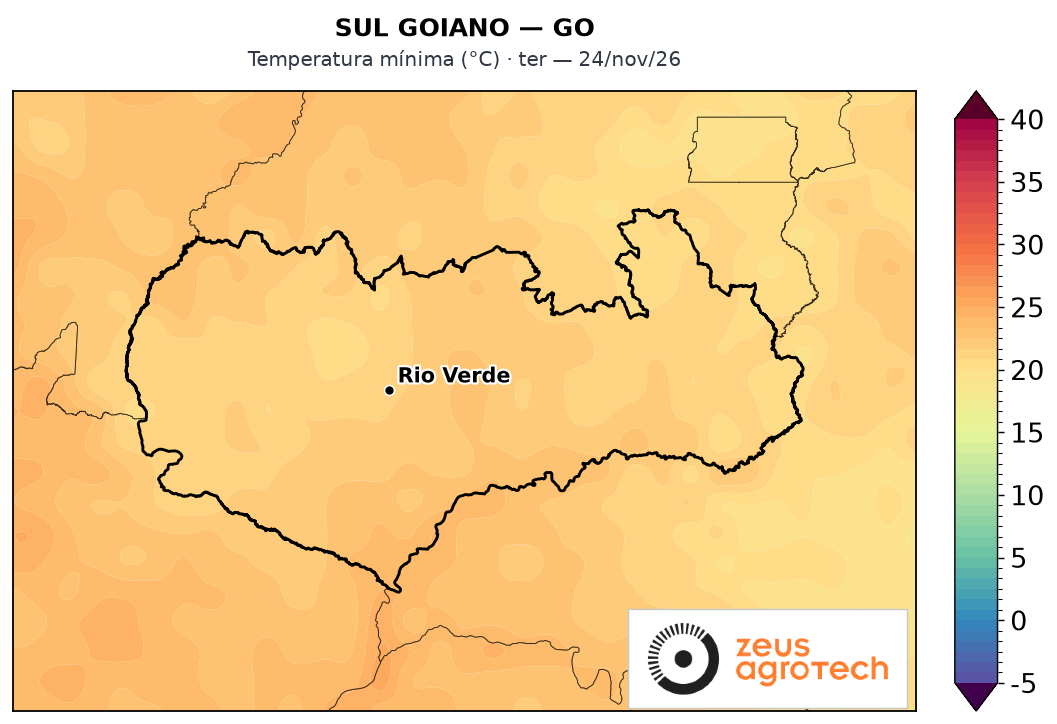 SUL GOIANO — GO
Temperatura mínima (°C) · ter — 24/nov/26
Rio Verde
40
35
30
25
20
15
10
5
0
-5
zeus
agrotech